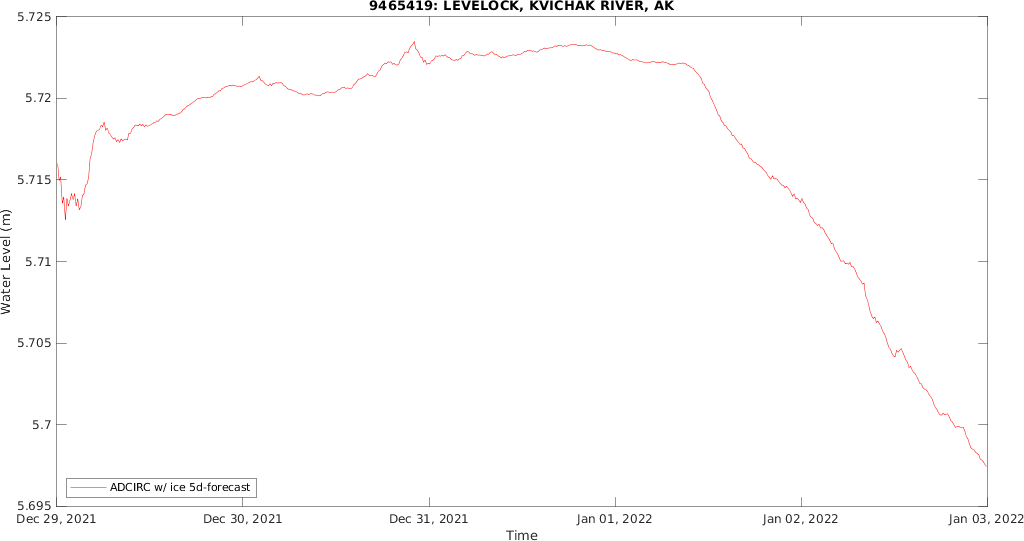 9465419: LEVELOCK, KVICHAK RIVER, AK
5.725
5.72
5.715
5.71
5.705
5.7
5.695
Water Level (m)
ADCIRC w/ ice 5d-forecast
Dec 29, 2021
Dec 30, 2021
Dec 31, 2021
Jan 01, 2022
Jan 02, 2022
Jan 03, 2022
Time